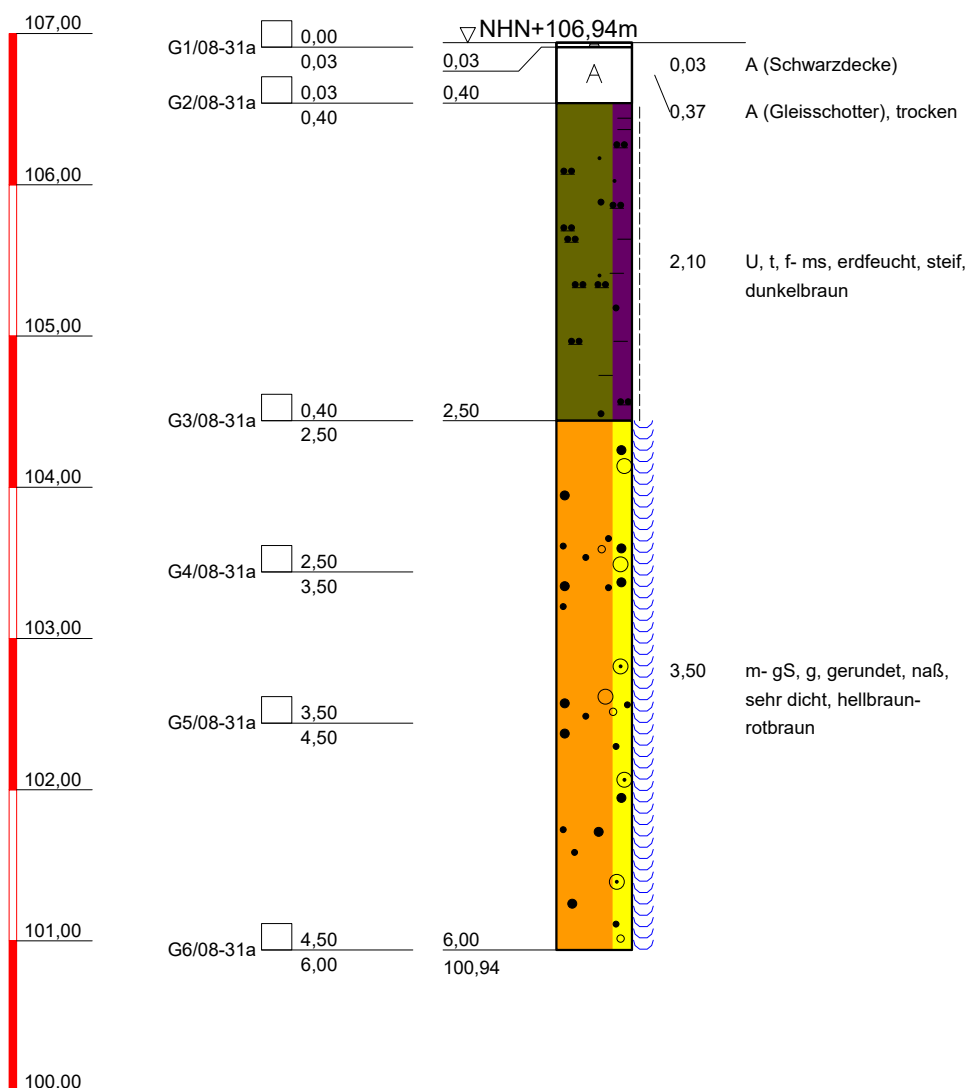 107,00
NHN+106,94m
G1/08-31a
0,00
0,03
0,03
0,03 A (Schwarzdecke)
G2/08-31a
0,03
0,40
0,40
A
0,37 A (Gleisschotter), trocken
106,00
2,10 U, t, f- ms, erdfeucht, steif,
dunkelbraun
105,00
G3/08-31a
0,40
2,50
2,50
104,00
G4/08-31a
2,50
3,50
103,00
3,50 m- gS, g, gerundet, naß,
sehr dicht, hellbraun-
rotbraun
G5/08-31a
3,50
4,50
102,00
101,00
G6/08-31a
4,50
6,00
6,00
100,94
100,00